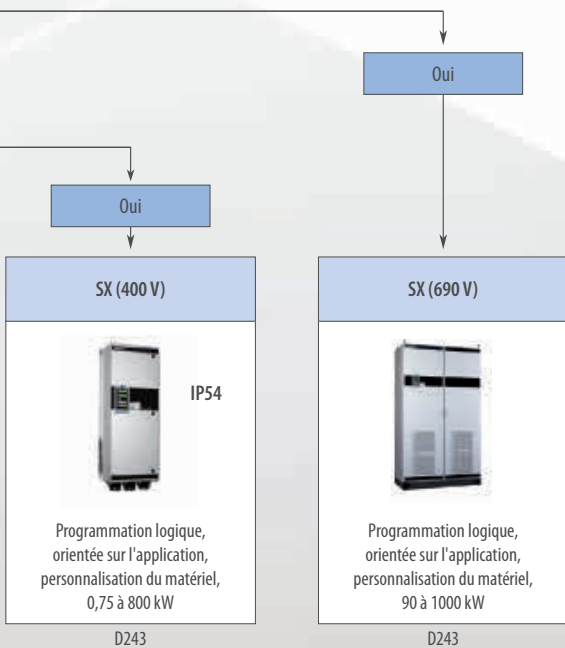 Oui
Oui
SX (400 V)
IP54
Programmation logique,
orientée sur l'application,
personnalisation du matériel,
0,75 à 800 kW
D243
SX (690 V)
Programmation logique,
orientée sur l'application,
personnalisation du matériel,
90 à 1000 kW
D243